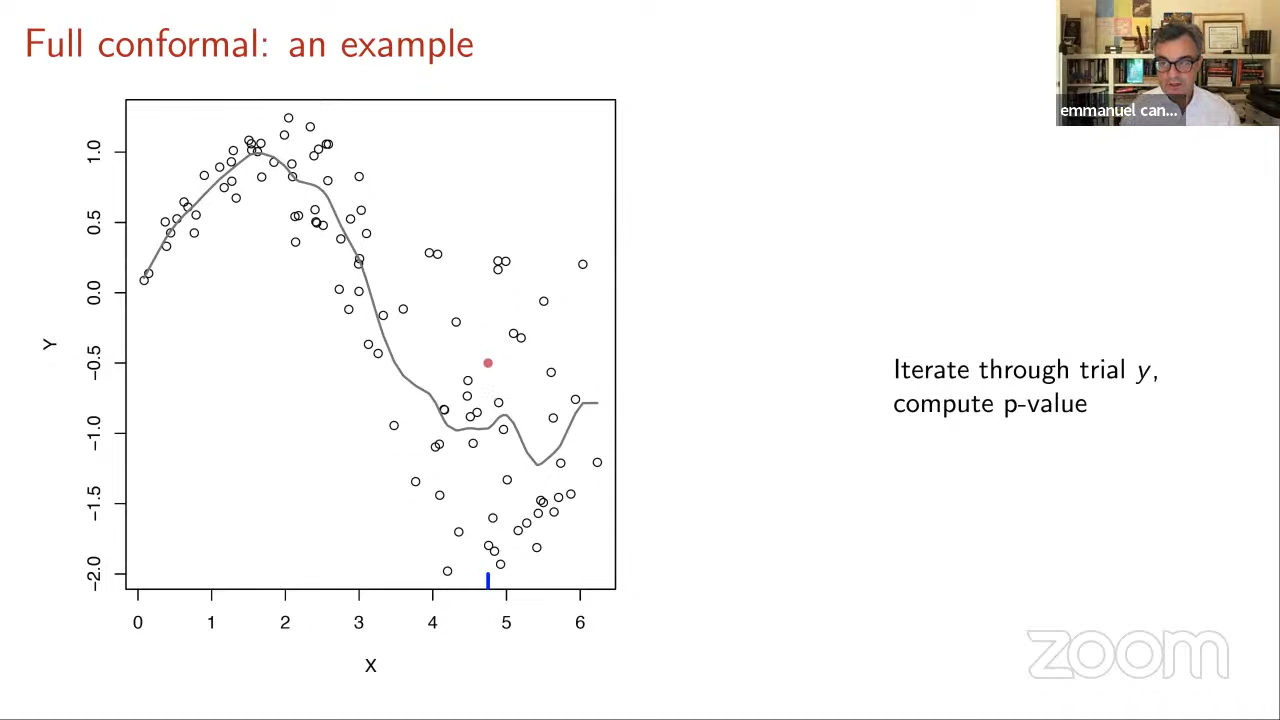 Full conformal: an example
emmanuel can...
1.0
0.5
0.0
−0.5
−1.0
−1.5
−2.0
Y
0 1 2 3 4 5 6
X
Iterate through trial y,
compute p-value
zoom